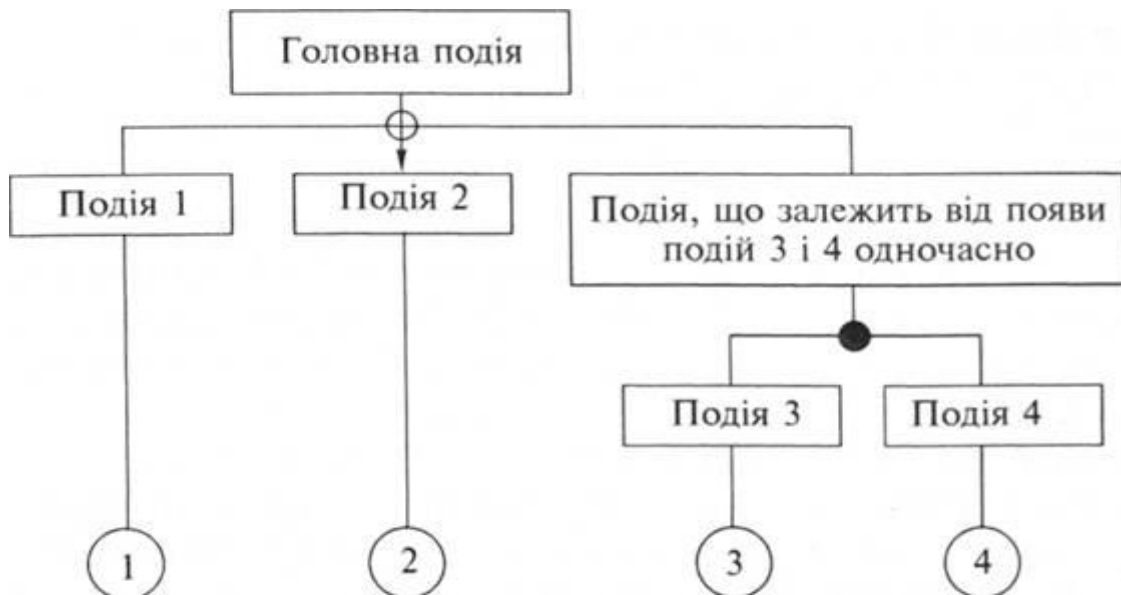 Головна подія
Подія 1
Подія 2
Подія, що залежить від появи
подій 3 і 4 одночасно
Подія 3
Подія 4
1
2
3
4